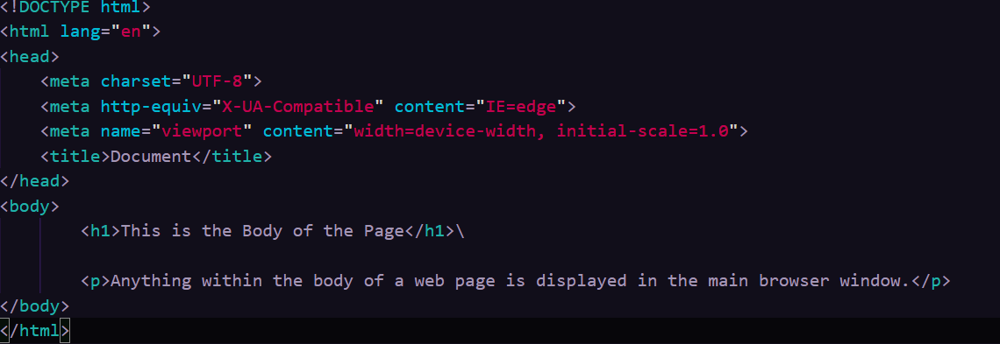 <!DOCTYPE html>
<html lang="en">
<head>
    <meta charset="UTF-8">
    <meta http-equiv="X-UA-Compatible" content="IE=edge">
    <meta name="viewport" content="width=device-width, initial-scale=1.0">
    <title>Document</title>
</head>
<body>
        <h1>This is the Body of the Page</h1>\
        <p>Anything within the body of a web page is displayed in the main browser window.</p>
</body>
</html>